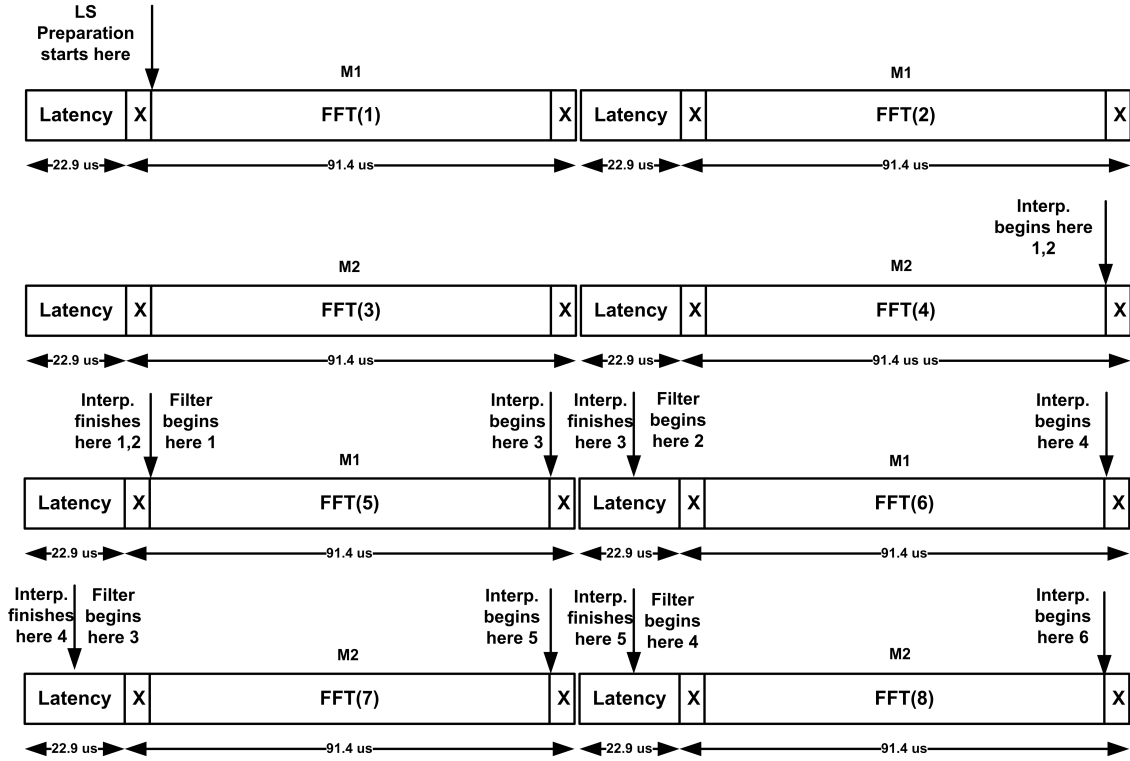 LS
Preparation
starts here
M1
M1
Latency X FFT(1) X Latency X FFT(2) X
22.9 us 91.4 us 22.9 us 91.4 us
Interp.
begins here
1,2
M2
M2
Latency X FFT(3) X Latency X FFT(4) X
22.9 us 91.4 us 22.9 us 91.4 us us
Interp.
finishes
here 1,2
Filter
begins
here 1
Interp.
begins
here 3
Interp.
finishes
here 3
Filter
begins
here 2
Interp.
begins
here 4
M1
M1
Latency X FFT(5) X Latency X FFT(6) X
22.9 us 91.4 us 22.9 us 91.4 us
Interp.
finishes
here 4
Filter
begins
here 3
Interp.
begins
here 5
Interp.
finishes
here 5
Filter
begins
here 4
Interp.
begins
here 6
M2
M2
Latency X FFT(7) X Latency X FFT(8) X
22.9 us 91.4 us 22.9 us 91.4 us